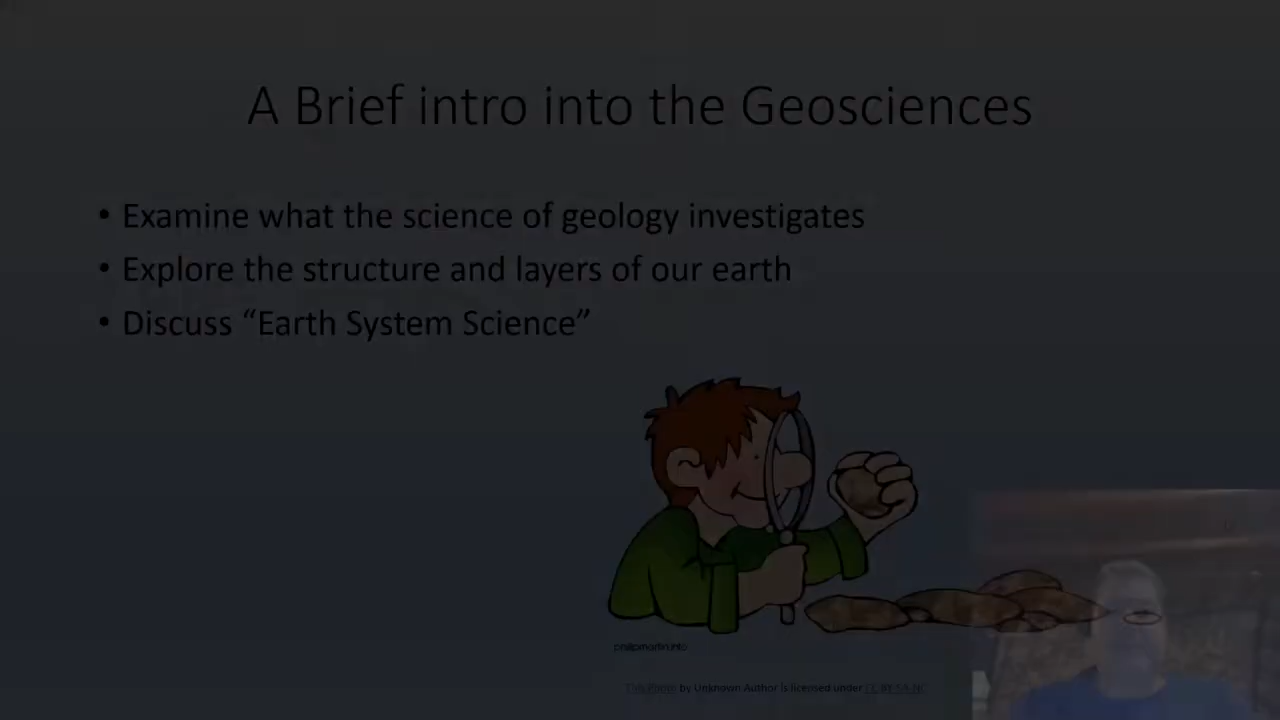 A Brief intro into the Geosciences
• Examine what the science of geology investigates
• Explore the structure and layers of our earth
• Discuss “Earth System Science”
philipmartin.info
This Photo by Unknown Author is licensed under CC BY-SA-NC